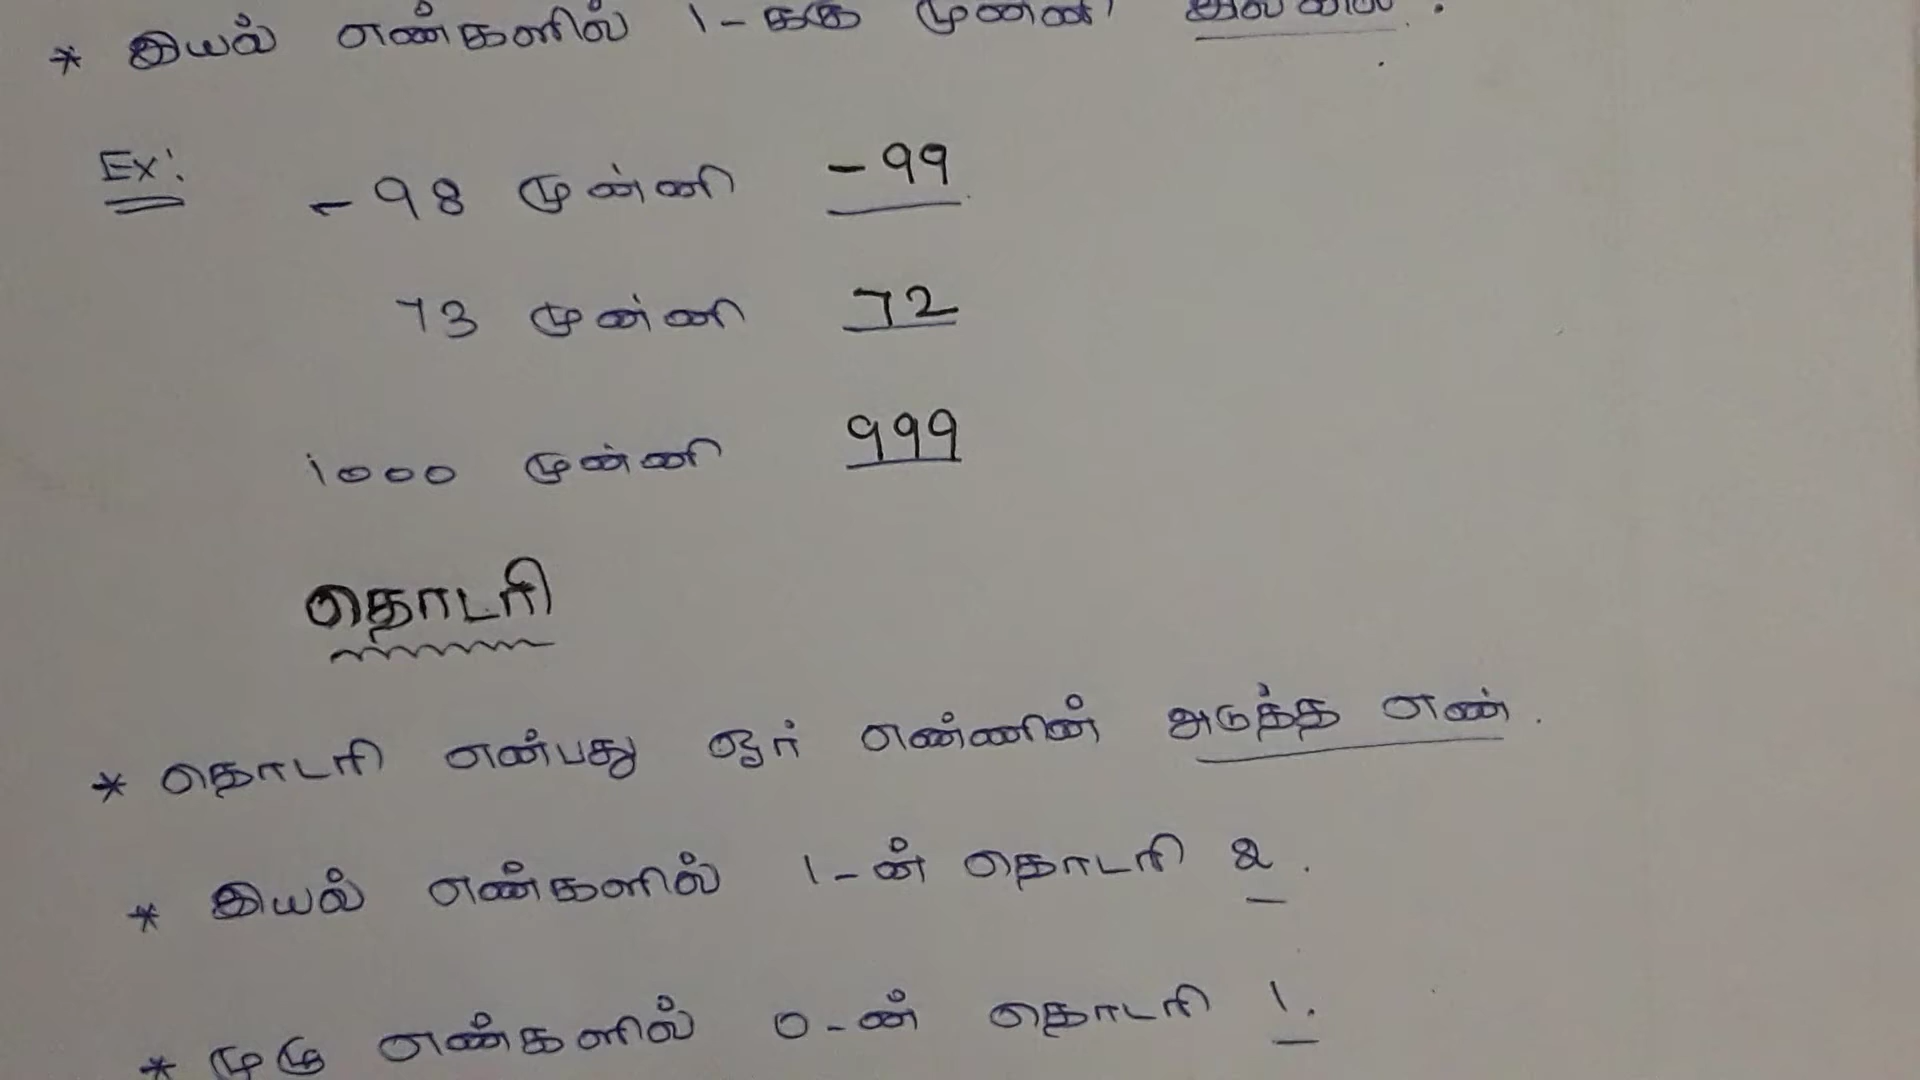 * இயல் எண்களில் 1-க்கு முன்னி இல்லை.
Ex: -98 முன்னி -99
73 முன்னி 72
1000 முன்னி 999
தொடரி
* தொடரி என்பது ஓர் எண்ணின் அடுத்த எண்.
* இயல் எண்களில் 1-ன் தொடரி 2.
* முழு எண்களில் 0-ன் தொடரி 1.